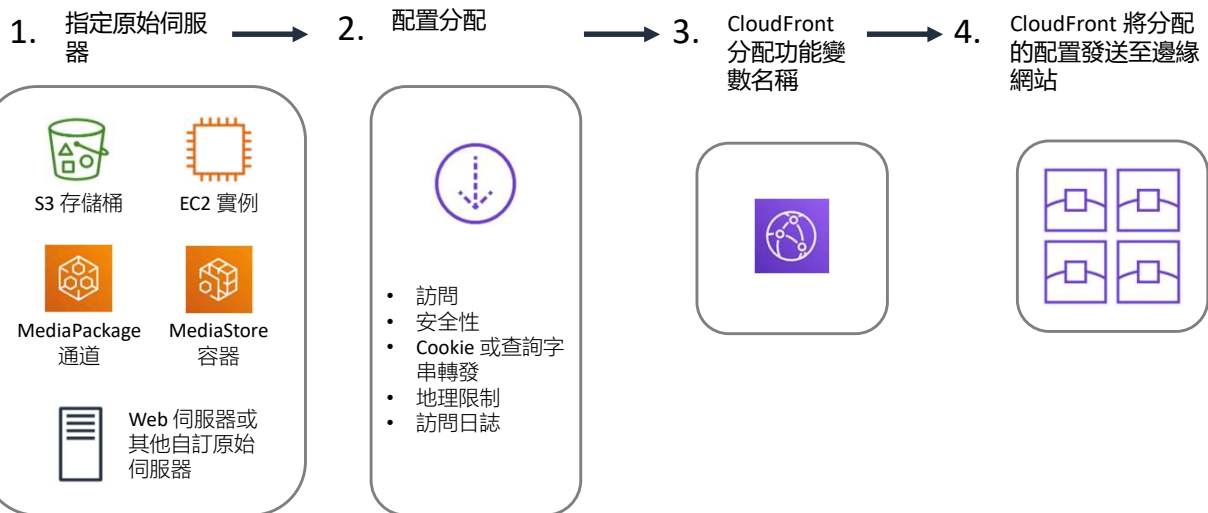 1.
指定原始伺服
器
2.
配置分配
3.
CloudFront
分配功能變
數名稱
4.
CloudFront 將分配
的配置發送至邊緣
網站
S3 存儲桶
EC2 實例
MediaPackage
通道
MediaStore
容器
Web 伺服器或
其他自訂原始
伺服器
• 訪問
• 安全性
• Cookie 或查詢字
串轉發
• 地理限制
• 訪問日誌